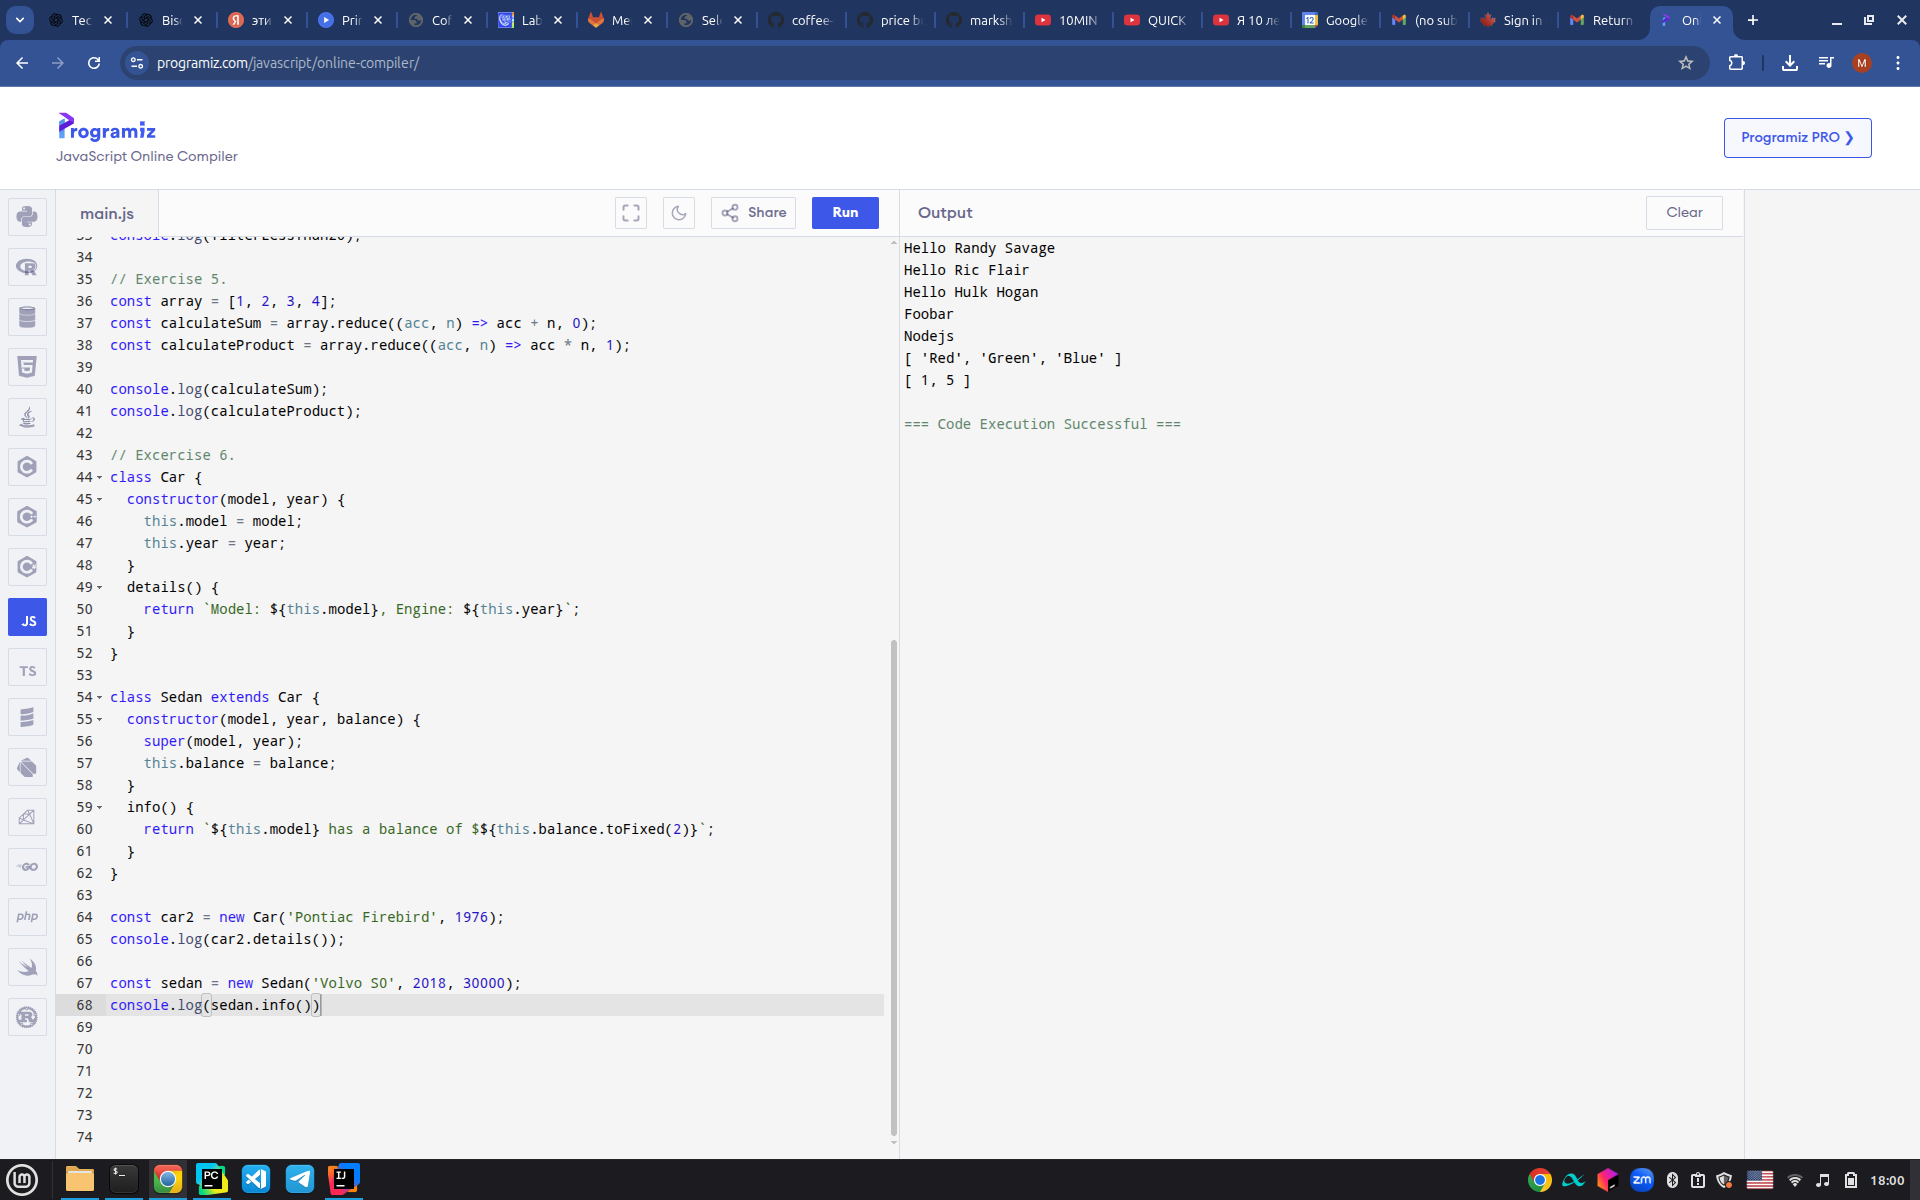 Tec
Bis
эти
Prir
Cof
Lab
Me
Sel
coffee-
price b
marksh
10MIN
QUICK
Я 10 ле
Google
(no sub
Sign in
Return
Onl
programiz.com/javascript/online-compiler/
M
Programiz
JavaScript Online Compiler
Programiz PRO ❯
main.js
Share
Run
Output
Clear
34
35 // Exercise 5.
36 const array = [1, 2, 3, 4];
37 const calculateSum = array.reduce((acc, n) => acc + n, 0);
38 const calculateProduct = array.reduce((acc, n) => acc * n, 1);
39
40 console.log(calculateSum);
41 console.log(calculateProduct);
42
43 // Excercise 6.
44 class Car {
45   constructor(model, year) {
46     this.model = model;
47     this.year = year;
48   }
49   details() {
50     return `Model: ${this.model}, Engine: ${this.year}`;
51   }
52 }
53
54 class Sedan extends Car {
55   constructor(model, year, balance) {
56     super(model, year);
57     this.balance = balance;
58   }
59   info() {
60     return `${this.model} has a balance of $${this.balance.toFixed(2)}`;
61   }
62 }
63
64 const car2 = new Car('Pontiac Firebird', 1976);
65 console.log(car2.details());
66
67 const sedan = new Sedan('Volvo S0', 2018, 30000);
68 console.log(sedan.info())
69
70
71
72
73
74
Hello Randy Savage
Hello Ric Flair
Hello Hulk Hogan
Foobar
Nodejs
[ 'Red', 'Green', 'Blue' ]
[ 1, 5 ]
=== Code Execution Successful ===
JS
TS
GO
php
PC
IJ
zm
18:00